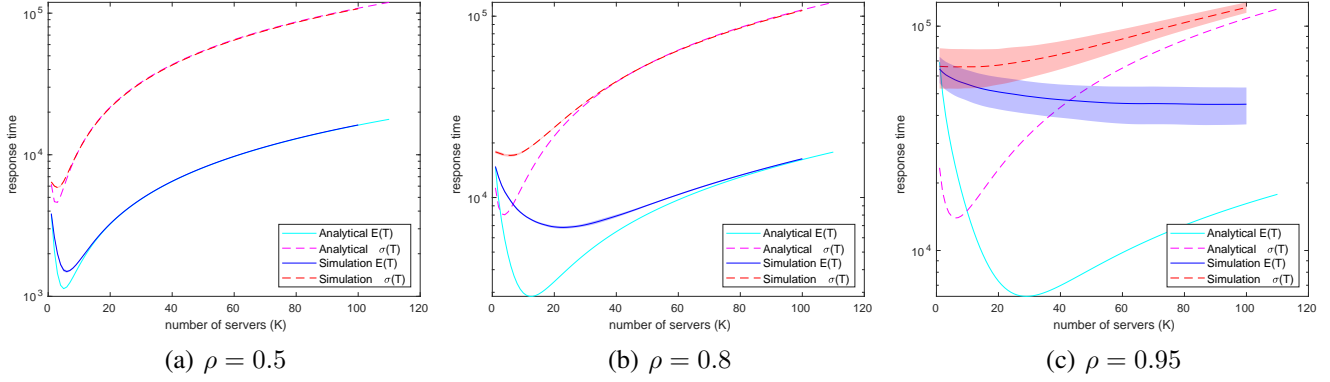 10^5
10^4
10^3
response time
0 20 40 60 80 100 120
number of servers (K)
Analytical E(T)
Analytical σ(T)
Simulation E(T)
Simulation σ(T)
(a) ρ = 0.5
10^5
10^4
response time
0 20 40 60 80 100 120
number of servers (K)
Analytical E(T)
Analytical σ(T)
Simulation E(T)
Simulation σ(T)
(b) ρ = 0.8
10^5
10^4
response time
0 20 40 60 80 100 120
number of servers (K)
Analytical E(T)
Analytical σ(T)
Simulation E(T)
Simulation σ(T)
(c) ρ = 0.95